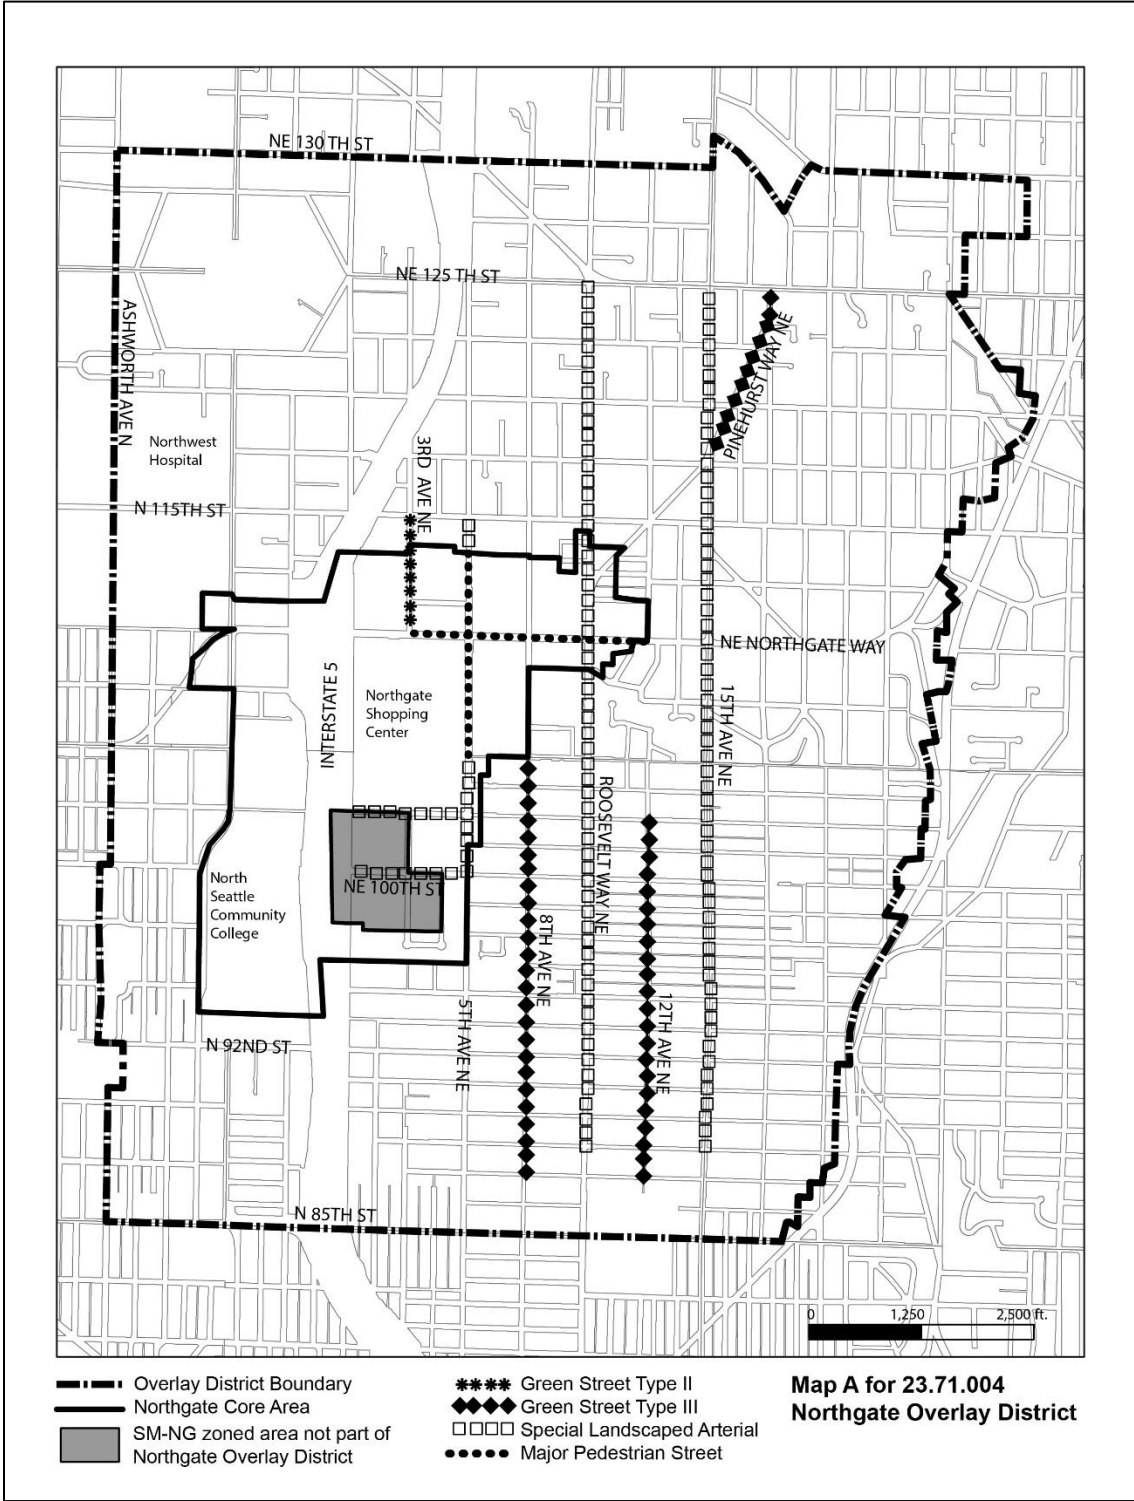 NE 130 TH ST
NE 125 TH ST
ASHWORTH AVE N
PINEHURST WAY NE
Northwest
Hospital
3RD AVE NE
N 115TH ST
NE NORTHGATE WAY
INTERSTATE 5
Northgate
Shopping
Center
15TH AVE NE
ROOSEVELT WAY NE
North
Seattle
Community
College
NE 100TH ST
8TH AVE NE
12TH AVE NE
5TH AVE NE
N 92ND ST
N 85TH ST
0 1,250 2,500 ft.
Overlay District Boundary
Northgate Core Area
SM-NG zoned area not part of
Northgate Overlay District
Green Street Type II
Green Street Type III
Special Landscaped Arterial
Major Pedestrian Street
Map A for 23.71.004
Northgate Overlay District